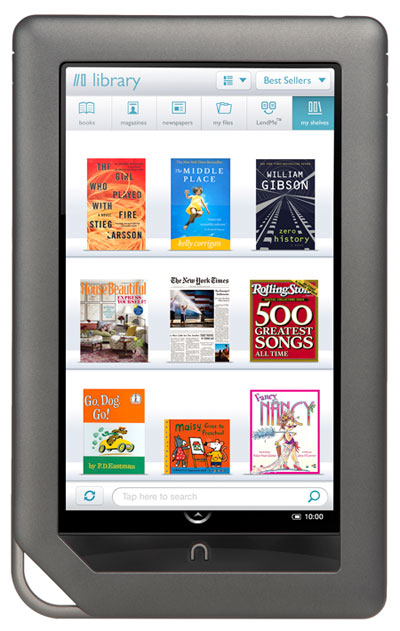 library
Best Sellers
books
magazines
newspapers
my files
LendMe™
my shelves
THE
GIRL
WHO
PLAYED
WITH
FIRE
STIEG
LARSSON
The
MIDDLE
PLACE
kelly corrigan
WILLIAM
GIBSON
zero
history
House Beautiful
EXPRESS
YOURSELF!
The New York Times
Rolling Stone
500
GREATEST
SONGS
ALL TIME
Go, Dog
Go!
by P.D. Eastman
Maisy Goes to
Preschool
Fancy
NANCY
Tap here to search
10:00